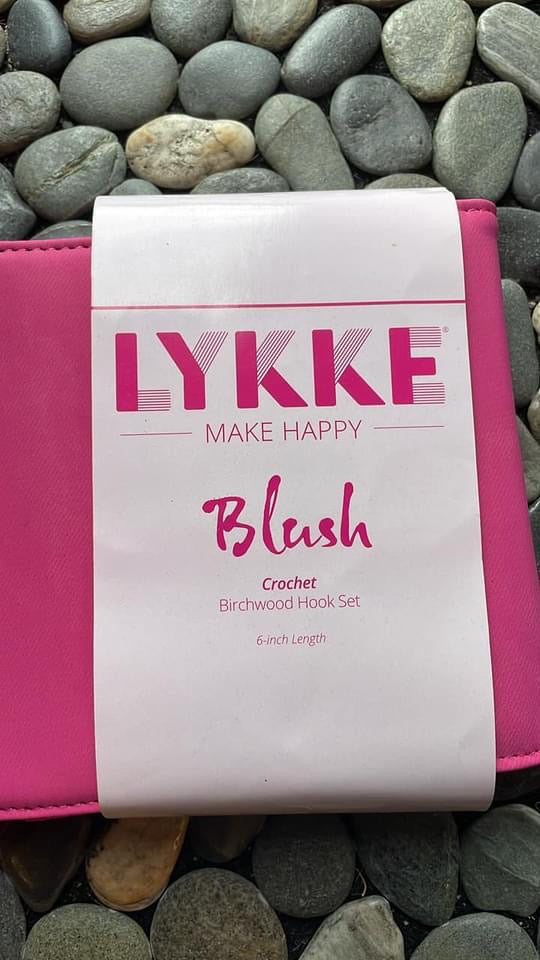 LYKKE®
MAKE HAPPY
Blush
Crochet
Birchwood Hook Set
6-inch Length